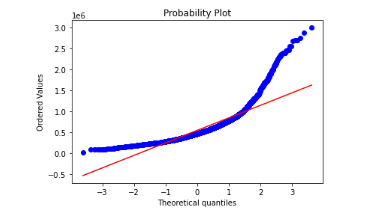 Probability Plot
1e6
3.0
2.5
2.0
1.5
1.0
0.5
0.0
−0.5
Ordered Values
−3 −2 −1 0 1 2 3
Theoretical quantiles